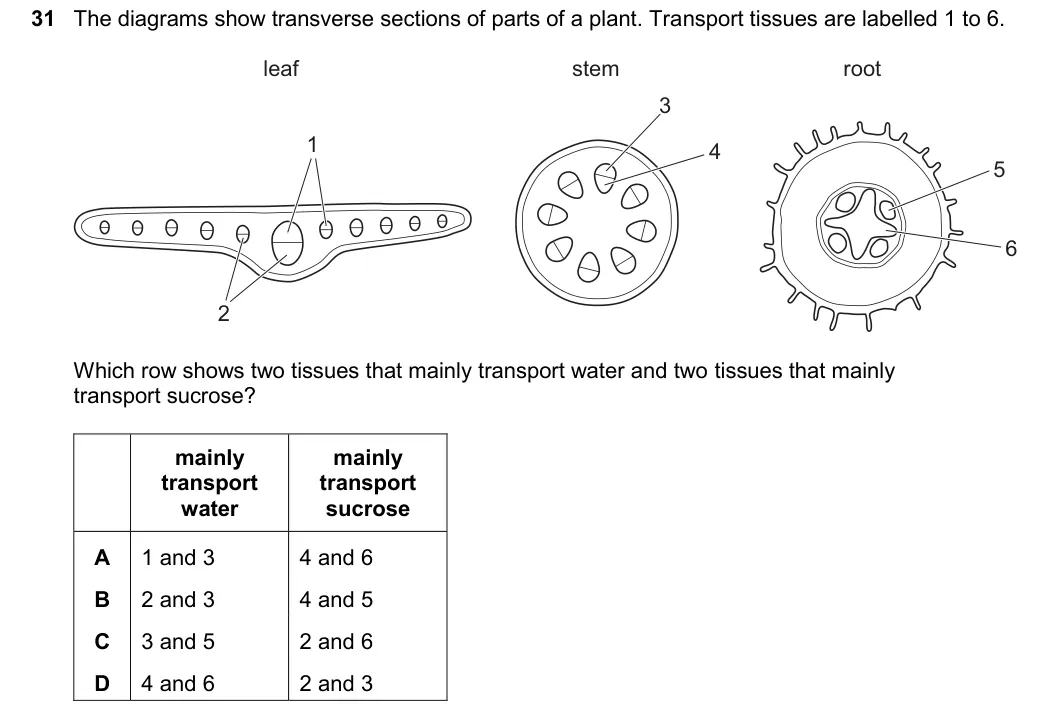 31 The diagrams show transverse sections of parts of a plant. Transport tissues are labelled 1 to 6.
leaf stem root
1
2
3
4
5
6
Which row shows two tissues that mainly transport water and two tissues that mainly
transport sucrose?
mainly transport water mainly transport sucrose
A 1 and 3 4 and 6
B 2 and 3 4 and 5
C 3 and 5 2 and 6
D 4 and 6 2 and 3